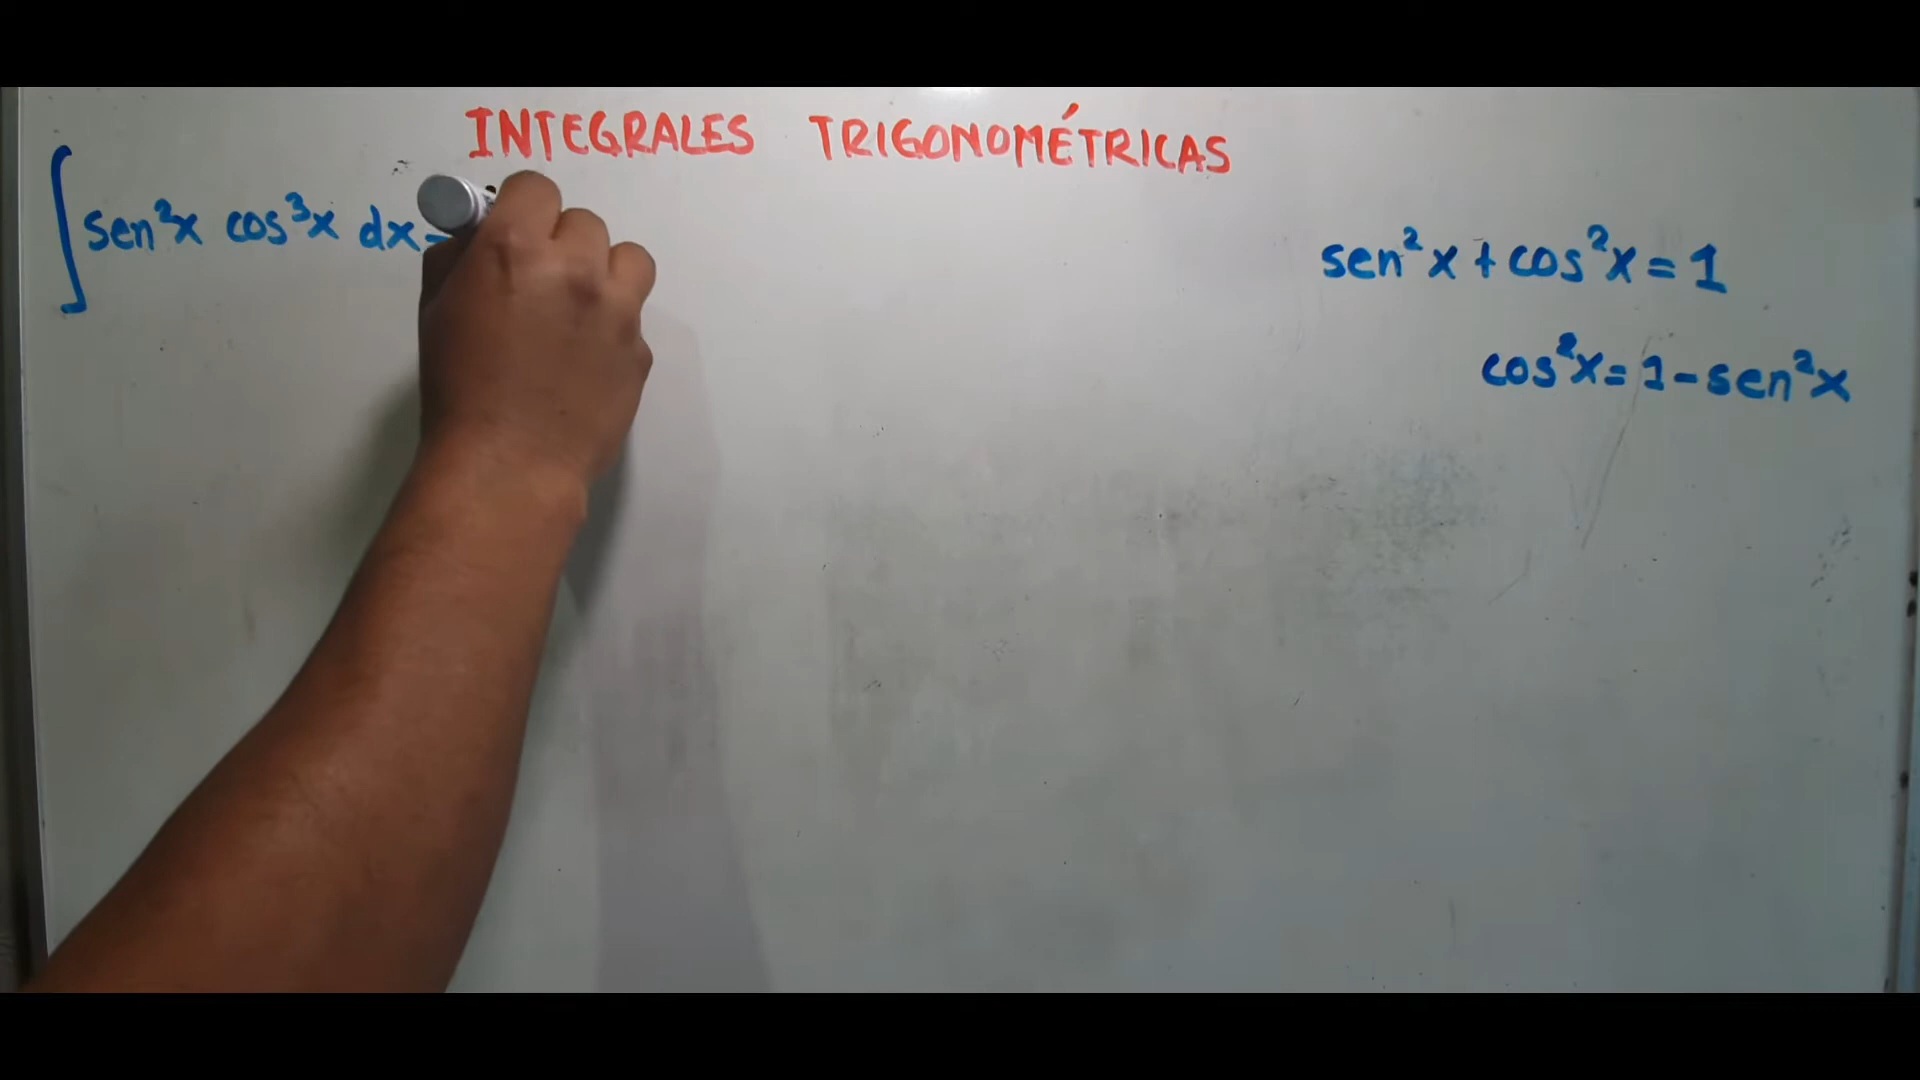 INTEGRALES TRIGONOMÉTRICAS
∫ sen²x cos³x dx =
sen²x + cos²x = 1
cos²x = 1 - sen²x